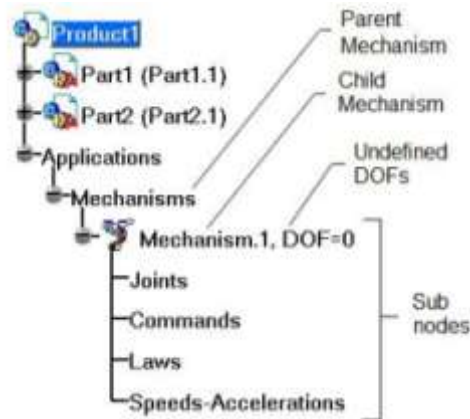 Product1
Part1 (Part1.1)
Part2 (Part2.1)
Applications
Mechanisms
Mechanism.1, DOF=0
Joints
Commands
Laws
Speeds-Accelerations
Parent
Mechanism
Child
Mechanism
Undefined
DOFs
Sub
nodes